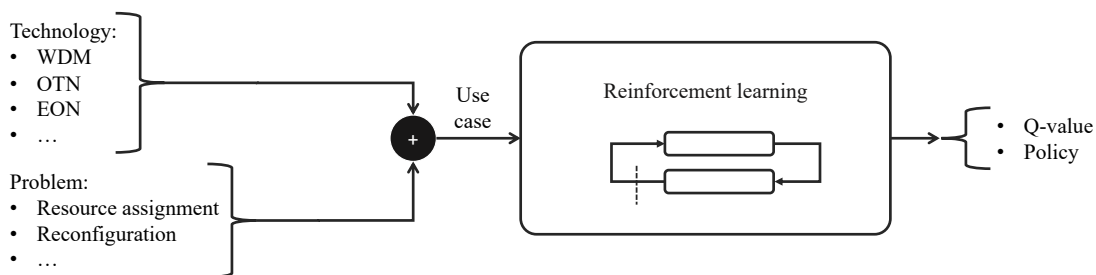 Technology:
• WDM
• OTN
• EON
• …
Problem:
• Resource assignment
• Reconfiguration
• …
+
Use
case
Reinforcement learning
• Q-value
• Policy